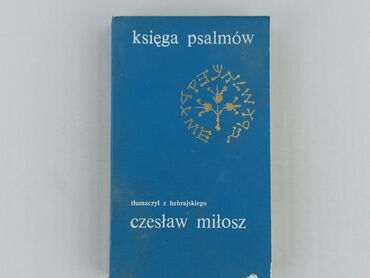 księga psalmów
tłumaczył z hebrajskiego
czesław miłosz